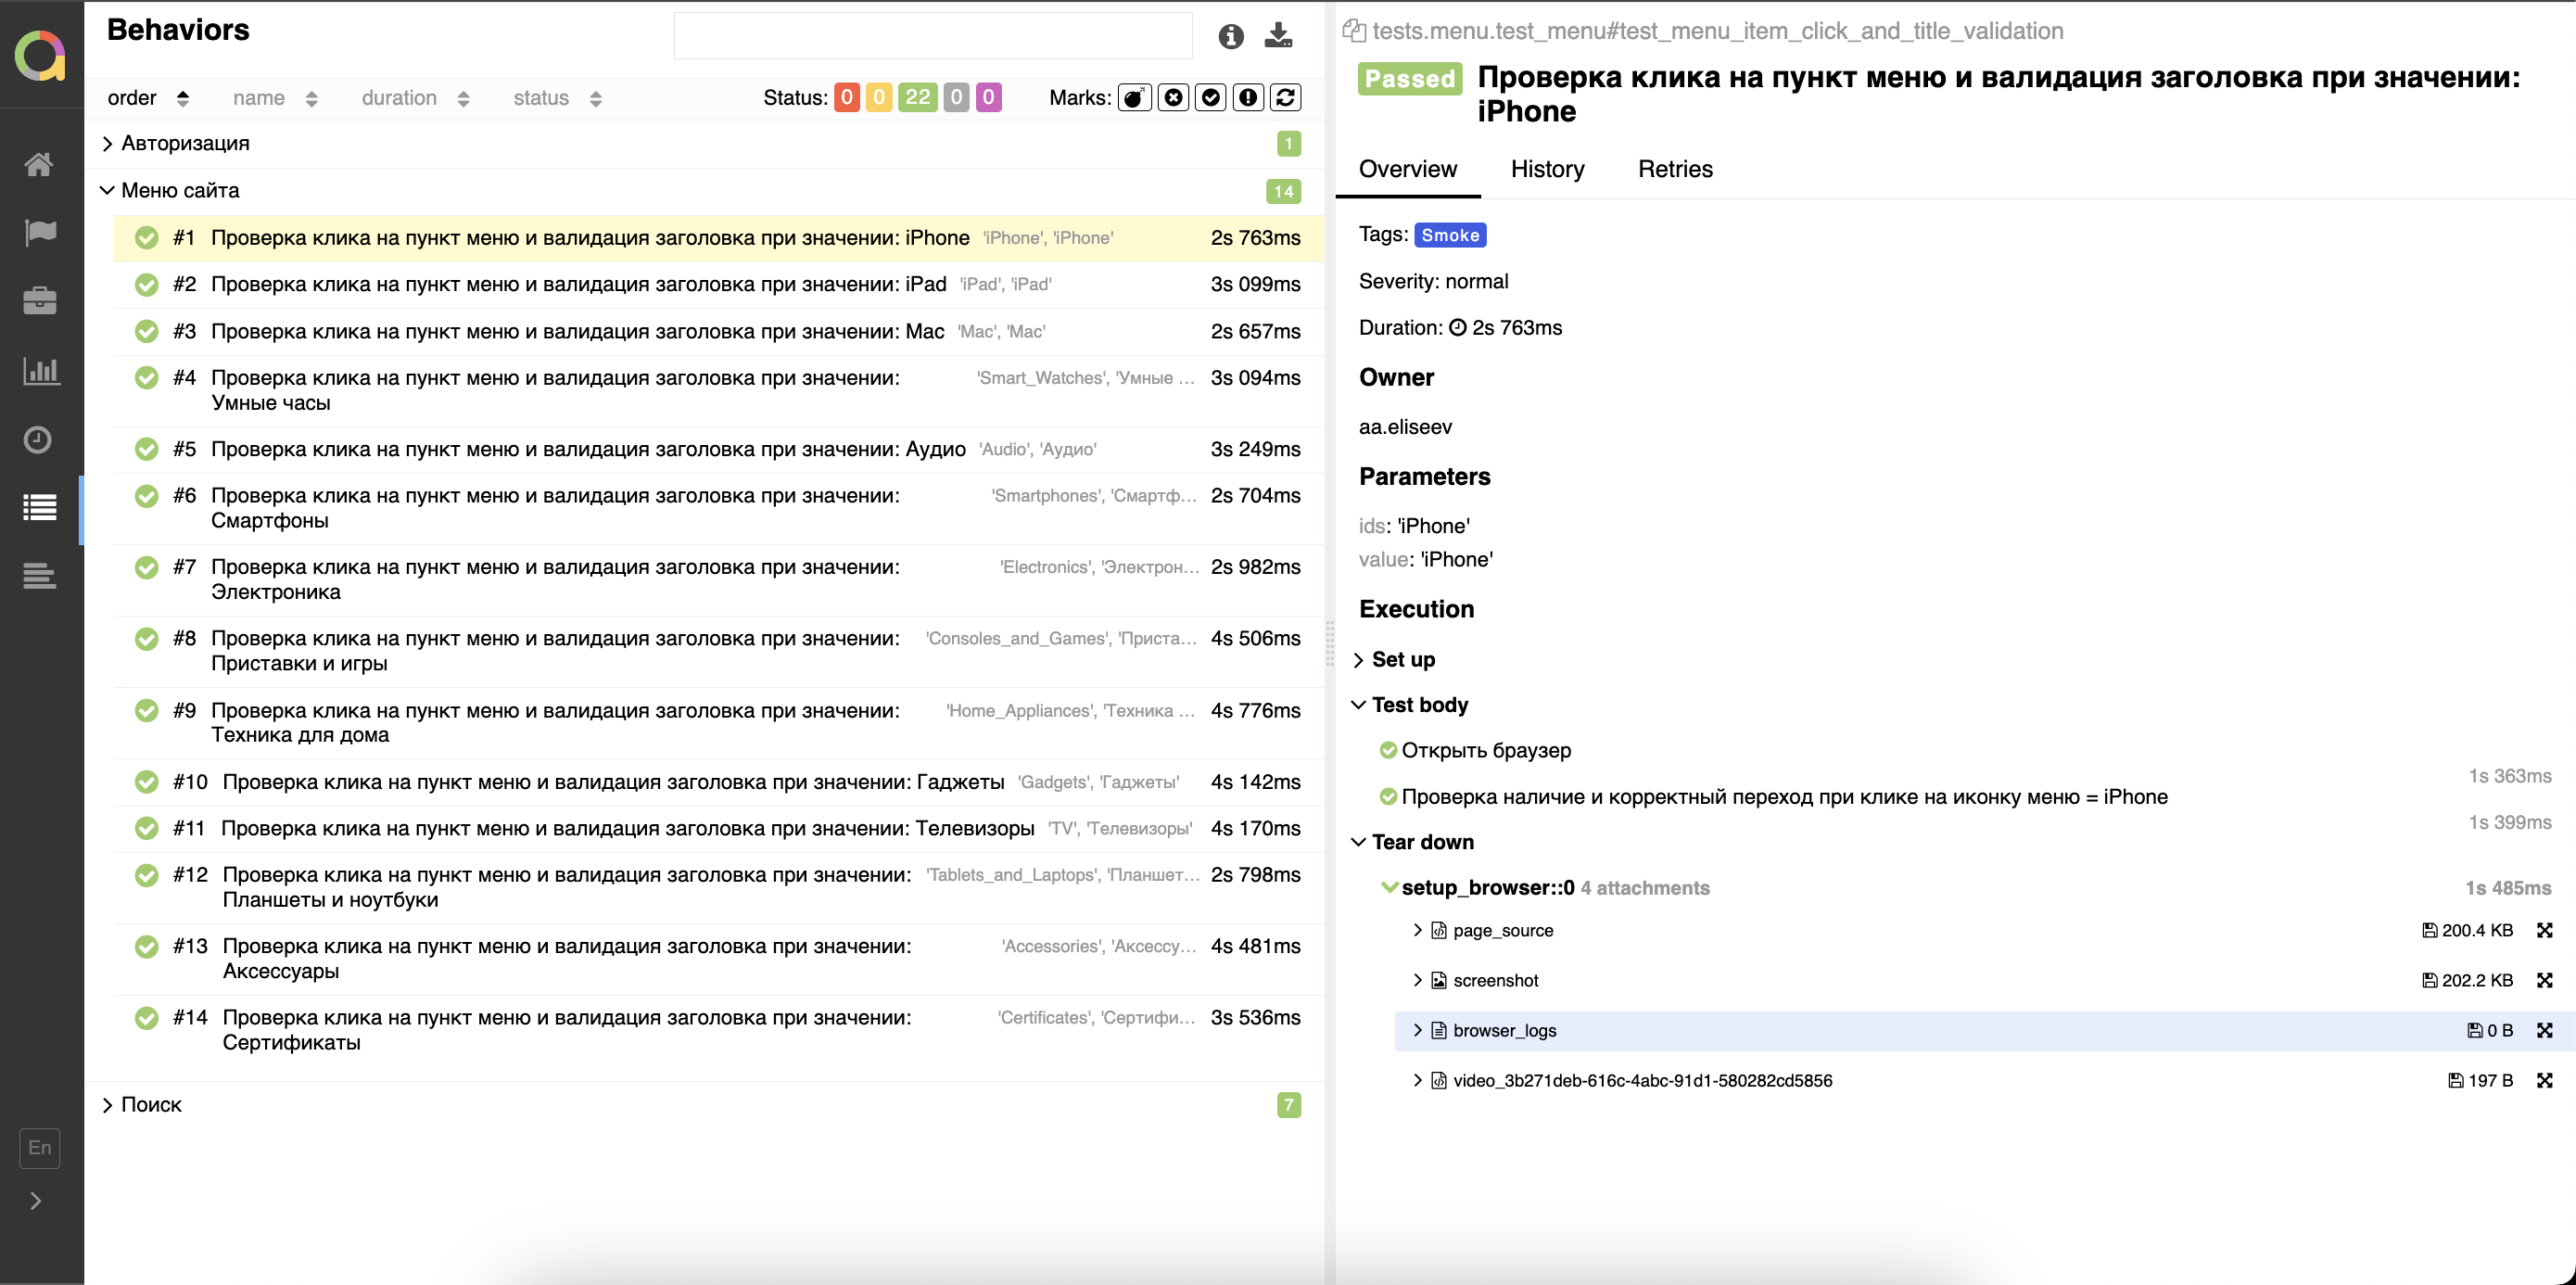 Behaviors
order name duration status Status: 0 0 22 0 0 Marks:
Авторизация 1
Меню сайта 14
#1 Проверка клика на пункт меню и валидация заголовка при значении: iPhone 'iPhone', 'iPhone' 2s 763ms
#2 Проверка клика на пункт меню и валидация заголовка при значении: iPad 'iPad', 'iPad' 3s 099ms
#3 Проверка клика на пункт меню и валидация заголовка при значении: Mac 'Mac', 'Mac' 2s 657ms
#4 Проверка клика на пункт меню и валидация заголовка при значении: 'Smart_Watches', 'Умные ... 3s 094ms
Умные часы
#5 Проверка клика на пункт меню и валидация заголовка при значении: Аудио 'Audio', 'Аудио' 3s 249ms
#6 Проверка клика на пункт меню и валидация заголовка при значении: 'Smartphones', 'Смартф... 2s 704ms
Смартфоны
#7 Проверка клика на пункт меню и валидация заголовка при значении: 'Electronics', 'Электрон... 2s 982ms
Электроника
#8 Проверка клика на пункт меню и валидация заголовка при значении: 'Consoles_and_Games', 'Приста... 4s 506ms
Приставки и игры
#9 Проверка клика на пункт меню и валидация заголовка при значении: 'Home_Appliances', 'Техника ... 4s 776ms
Техника для дома
#10 Проверка клика на пункт меню и валидация заголовка при значении: Гаджеты 'Gadgets', 'Гаджеты' 4s 142ms
#11 Проверка клика на пункт меню и валидация заголовка при значении: Телевизоры 'TV', 'Телевизоры' 4s 170ms
#12 Проверка клика на пункт меню и валидация заголовка при значении: 'Tablets_and_Laptops', 'Планшет... 2s 798ms
Планшеты и ноутбуки
#13 Проверка клика на пункт меню и валидация заголовка при значении: 'Accessories', 'Аксессу... 4s 481ms
Аксессуары
#14 Проверка клика на пункт меню и валидация заголовка при значении: 'Certificates', 'Сертифи... 3s 536ms
Сертификаты
Поиск 7
En
tests.menu.test_menu#test_menu_item_click_and_title_validation
Passed Проверка клика на пункт меню и валидация заголовка при значении:
iPhone
Overview History Retries
Tags: Smoke
Severity: normal
Duration: 2s 763ms
Owner
aa.eliseev
Parameters
ids: 'iPhone'
value: 'iPhone'
Execution
Set up
Test body
Открыть браузер
1s 363ms
Проверка наличие и корректный переход при клике на иконку меню = iPhone
1s 399ms
Tear down
setup_browser::0 4 attachments 1s 485ms
page_source 200.4 KB
screenshot 202.2 KB
browser_logs 0 B
video_3b271deb-616c-4abc-91d1-580282cd5856 197 B